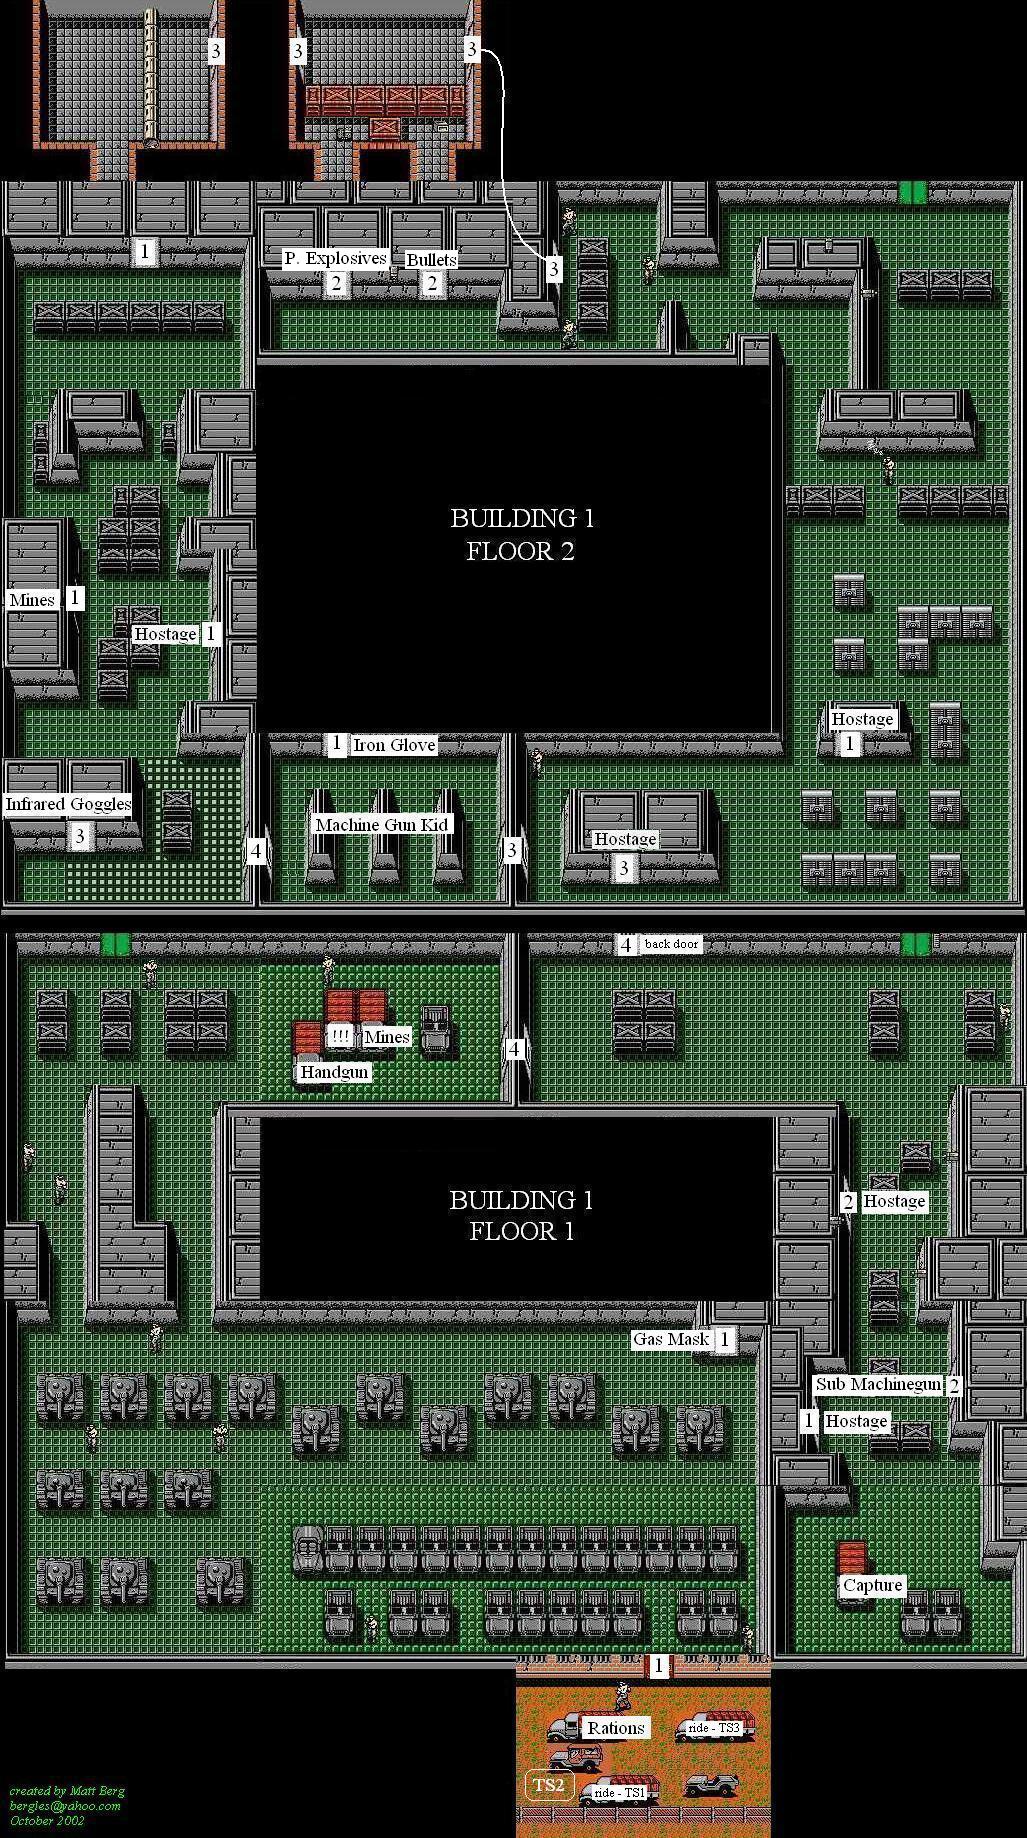 3
3
3
1
P. Explosives
Bullets
2
2
3
BUILDING 1
FLOOR 2
Mines
1
Hostage
1
Hostage
1
1
Iron Glove
Infrared Goggles
3
Machine Gun Kid
4
3
Hostage
3
4
back door
!!!
Mines
4
Handgun
BUILDING 1
FLOOR 1
2
Hostage
Gas Mask
1
Sub Machinegun
2
1
Hostage
Capture
1
Rations
ride - TS3
TS2
ride - TS1
created by Matt Berg
bergles@yahoo.com
October 2002